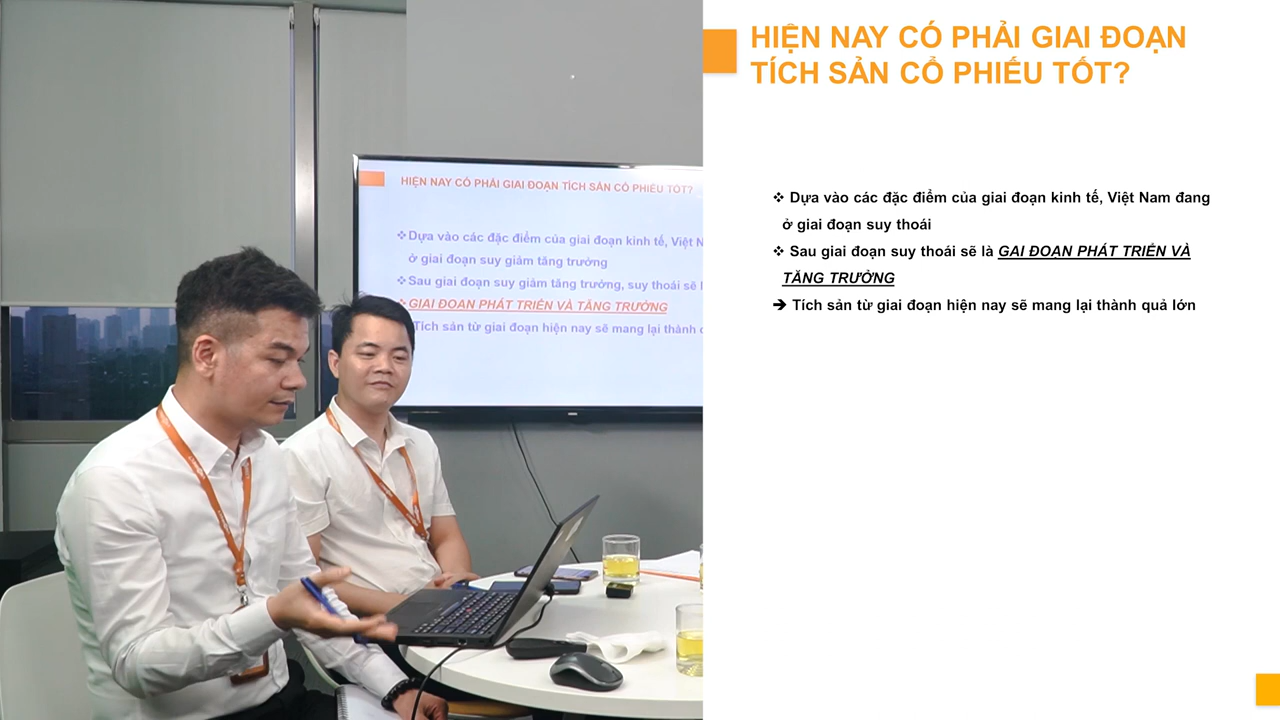 HIỆN NAY CÓ PHẢI GIAI ĐOẠN TÍCH SẢN CỔ PHIẾU TỐT?
❖ Dựa vào các đặc điểm của giai đoạn kinh tế, Việt N
ở giai đoạn suy giảm tăng trưởng
❖ Sau giai đoạn suy giảm tăng trưởng, suy thoái sẽ l
❖ GIAI ĐOẠN PHÁT TRIỂN VÀ TĂNG TRƯỞNG
Tích sản từ giai đoạn hiện nay sẽ mang lại thành
HIỆN NAY CÓ PHẢI GIAI ĐOẠN
TÍCH SẢN CỔ PHIẾU TỐT?
❖ Dựa vào các đặc điểm của giai đoạn kinh tế, Việt Nam đang
ở giai đoạn suy thoái
❖ Sau giai đoạn suy thoái sẽ là GAI ĐOẠN PHÁT TRIỂN VÀ
TĂNG TRƯỞNG
➔ Tích sản từ giai đoạn hiện nay sẽ mang lại thành quả lớn